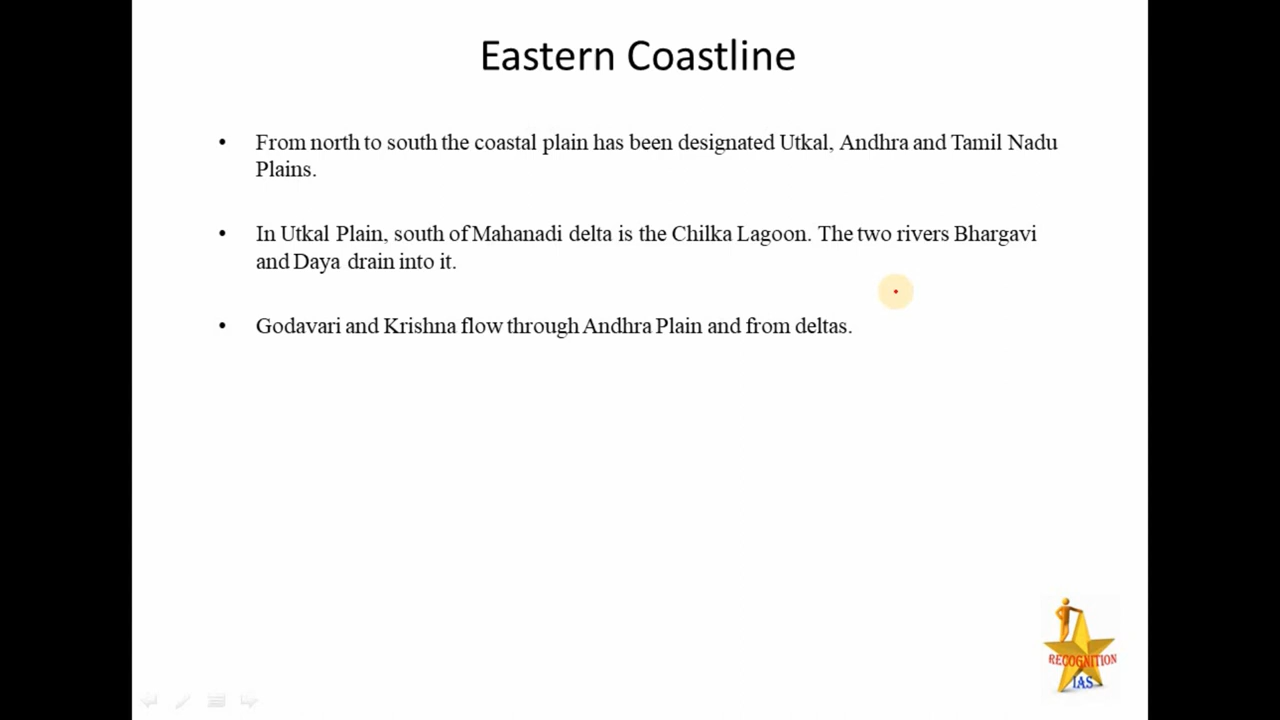 Eastern Coastline
• From north to south the coastal plain has been designated Utkal, Andhra and Tamil Nadu
Plains.
• In Utkal Plain, south of Mahanadi delta is the Chilka Lagoon. The two rivers Bhargavi
and Daya drain into it.
• Godavari and Krishna flow through Andhra Plain and from deltas.
RECOGNITION
IAS